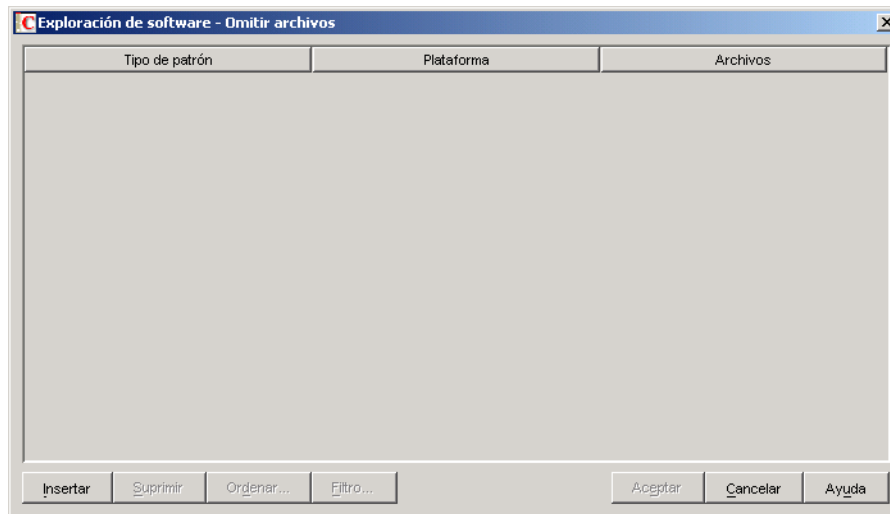 C Exploración de software - Omitir archivos
Tipo de patrón Plataforma Archivos
Insertar Suprimir Ordenar... Filtro... Aceptar Cancelar Ayuda